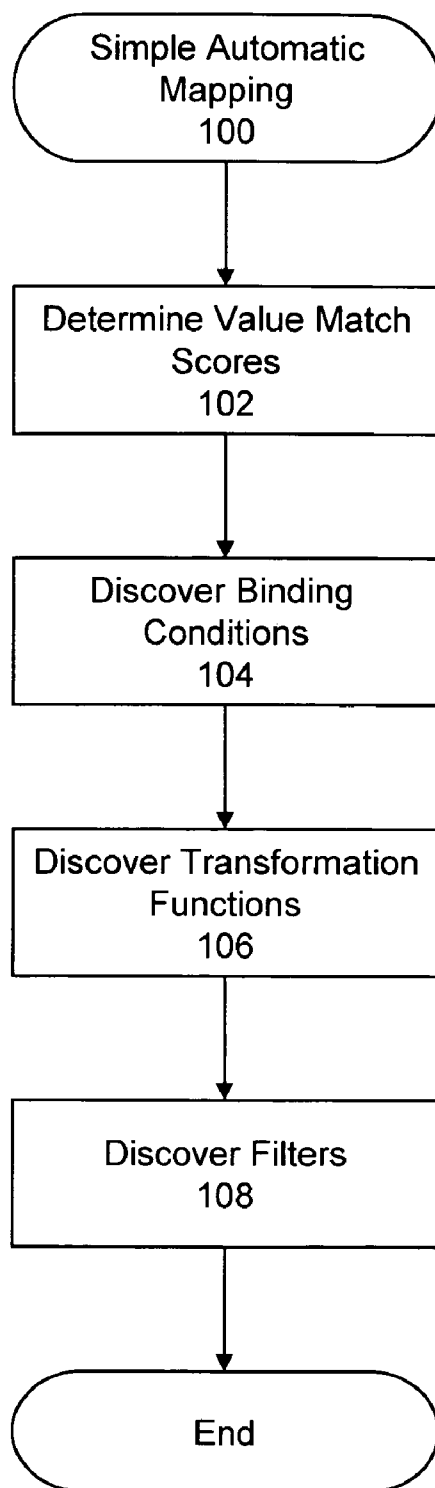 Simple Automatic
Mapping
100
Determine Value Match
Scores
102
Discover Binding
Conditions
104
Discover Transformation
Functions
106
Discover Filters
108
End